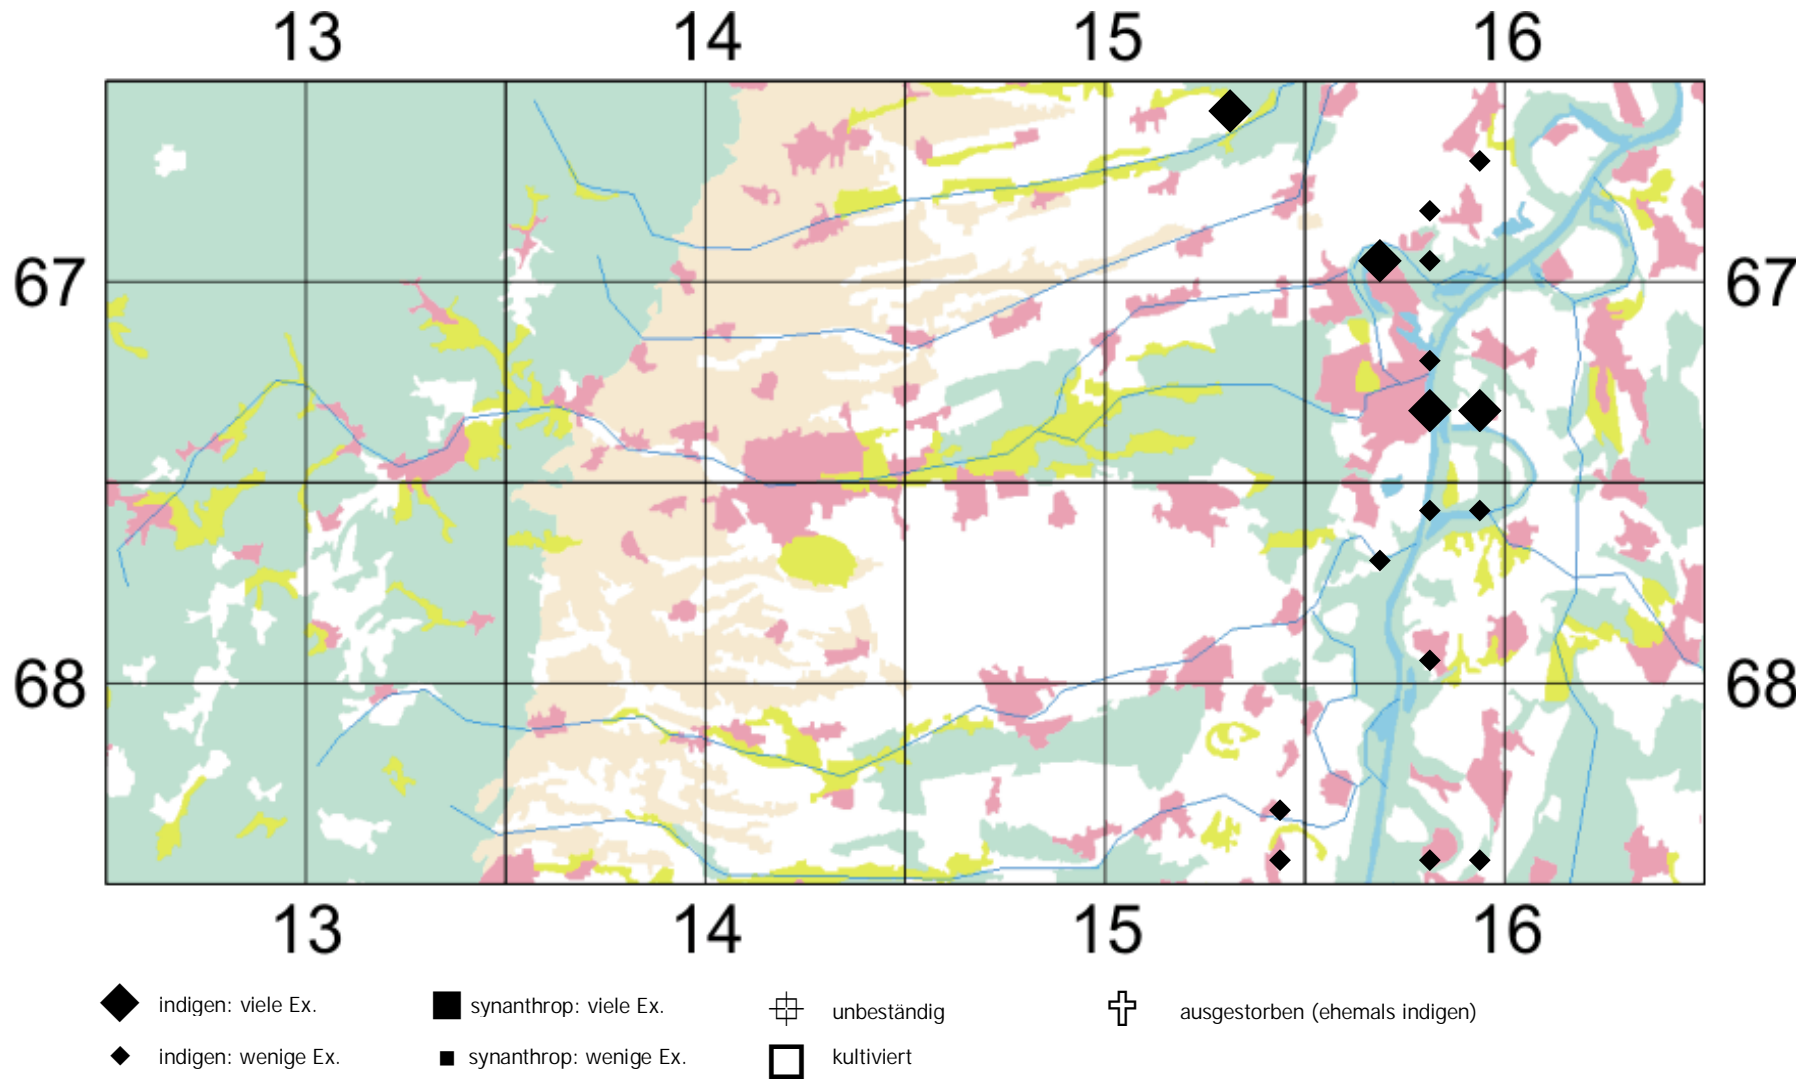 13 14 15 16
67 67
68 68
13 14 15 16
indigen: viele Ex. synanthrop: viele Ex. unbeständig ausgestorben (ehemals indigen)
indigen: wenige Ex. synanthrop: wenige Ex. kultiviert